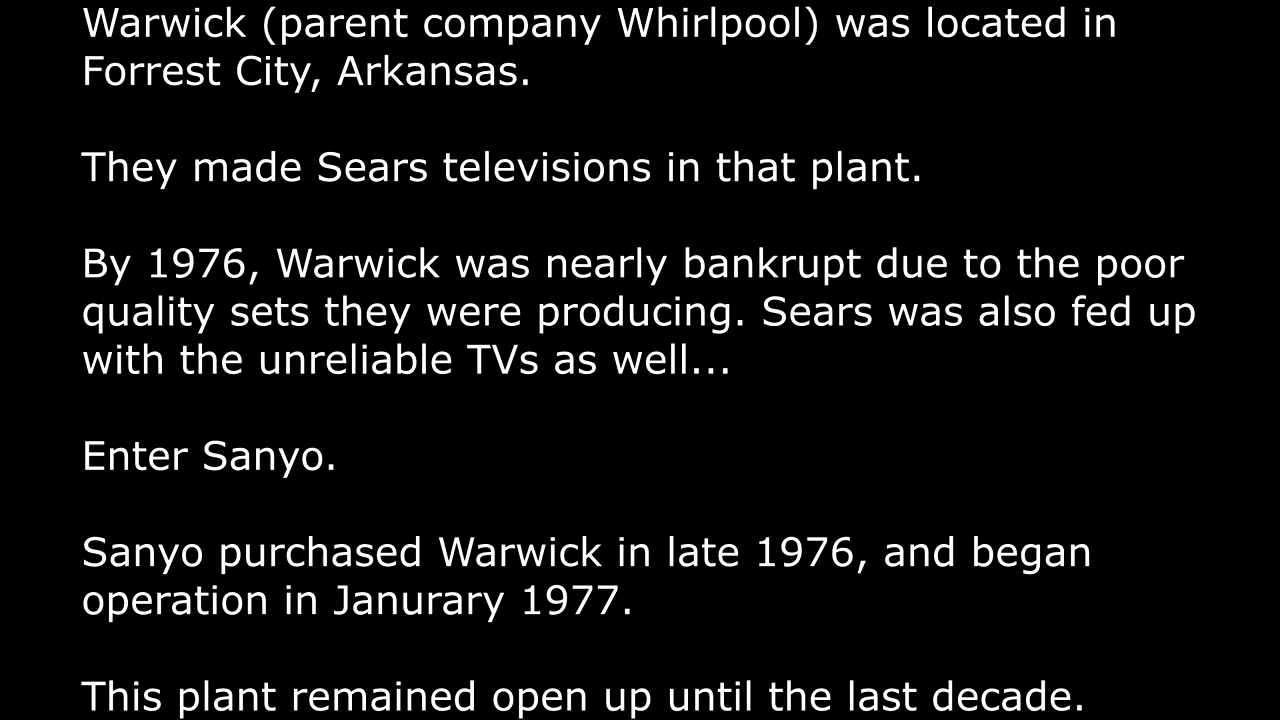 Warwick (parent company Whirlpool) was located in
Forrest City, Arkansas.
They made Sears televisions in that plant.
By 1976, Warwick was nearly bankrupt due to the poor
quality sets they were producing. Sears was also fed up
with the unreliable TVs as well...
Enter Sanyo.
Sanyo purchased Warwick in late 1976, and began
operation in Janurary 1977.
This plant remained open up until the last decade.